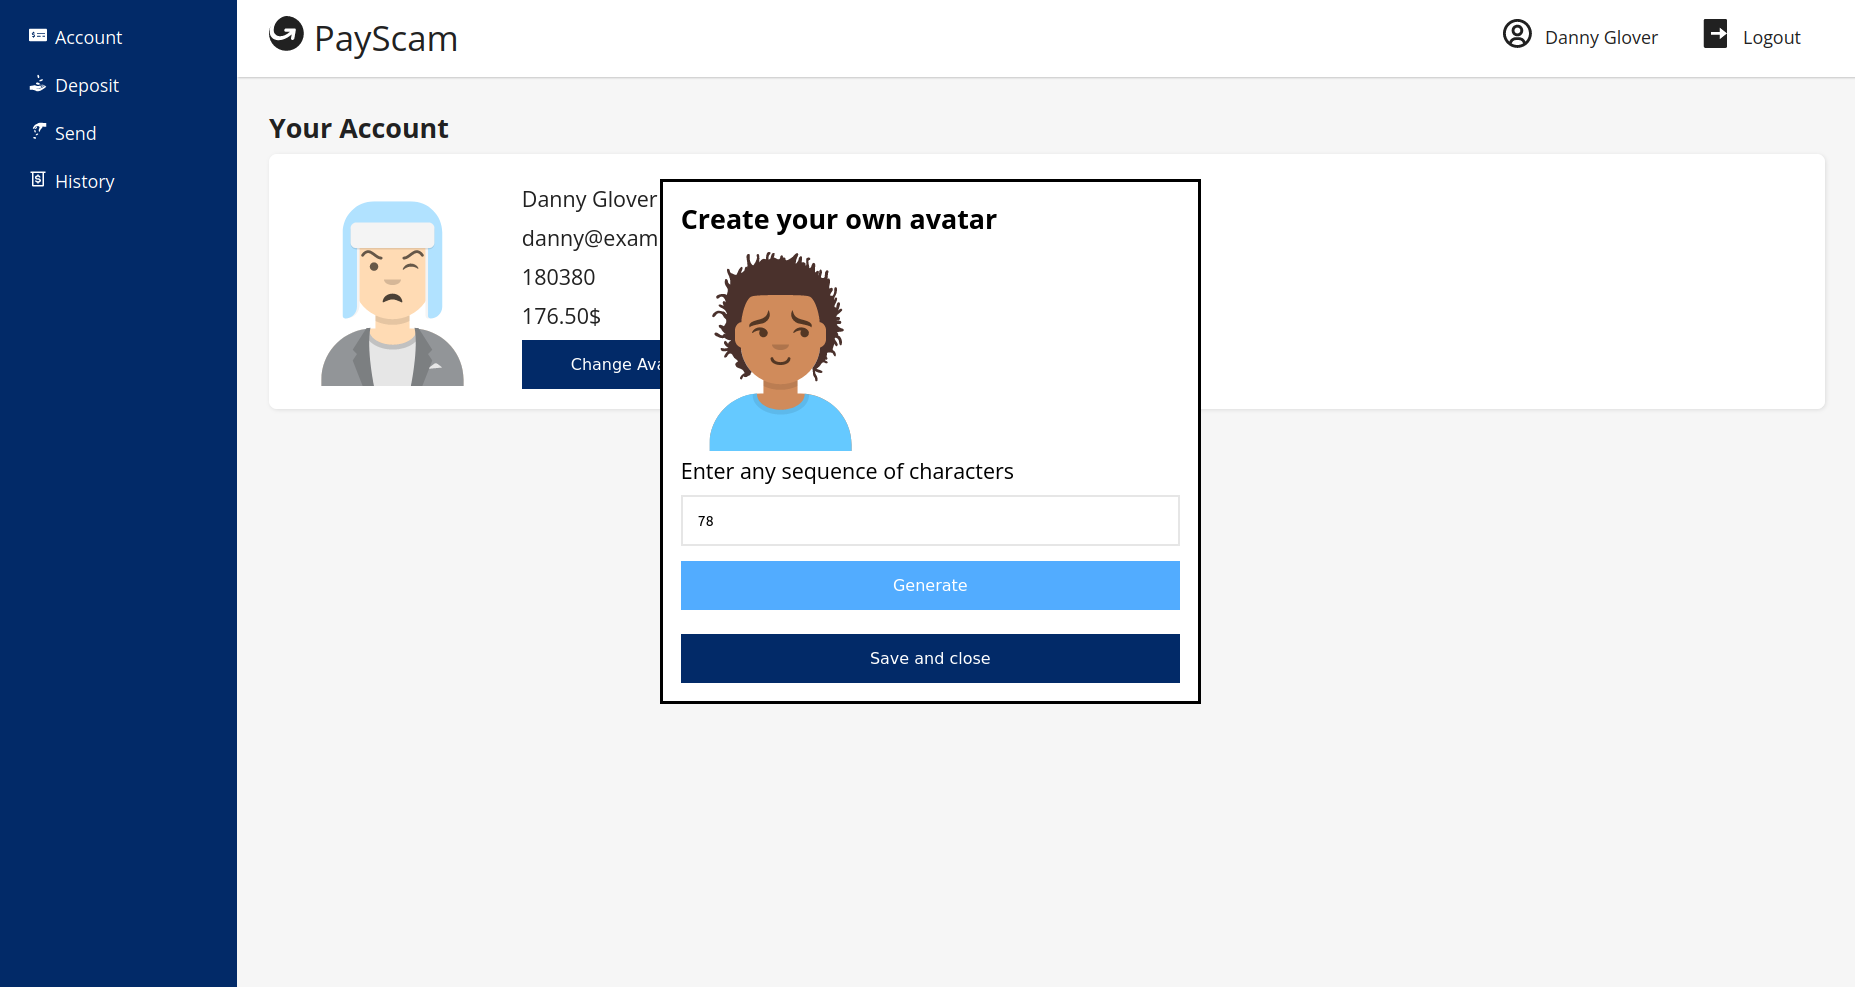 Account
Deposit
Send
History
PayScam
Danny Glover
Logout
Your Account
Danny Glover
danny@exam
180380
176.50$
Change Ava
Create your own avatar
Enter any sequence of characters
78
Generate
Save and close